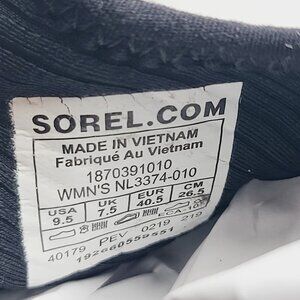 SOREL.COM
MADE IN VIETNAM
Fabriqué Au Vietnam
1870391010
WMN'S NL3374-010
USA UK EUR CM
9.5 7.5 40.5 26.5
40179 PEV 0219 219
192660559551